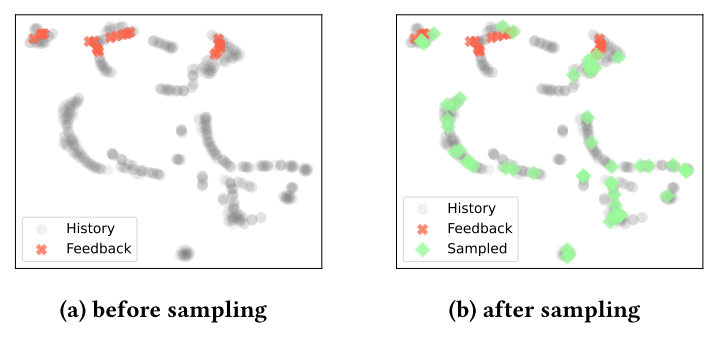 History
Feedback
(a) before sampling
History
Feedback
Sampled
(b) after sampling